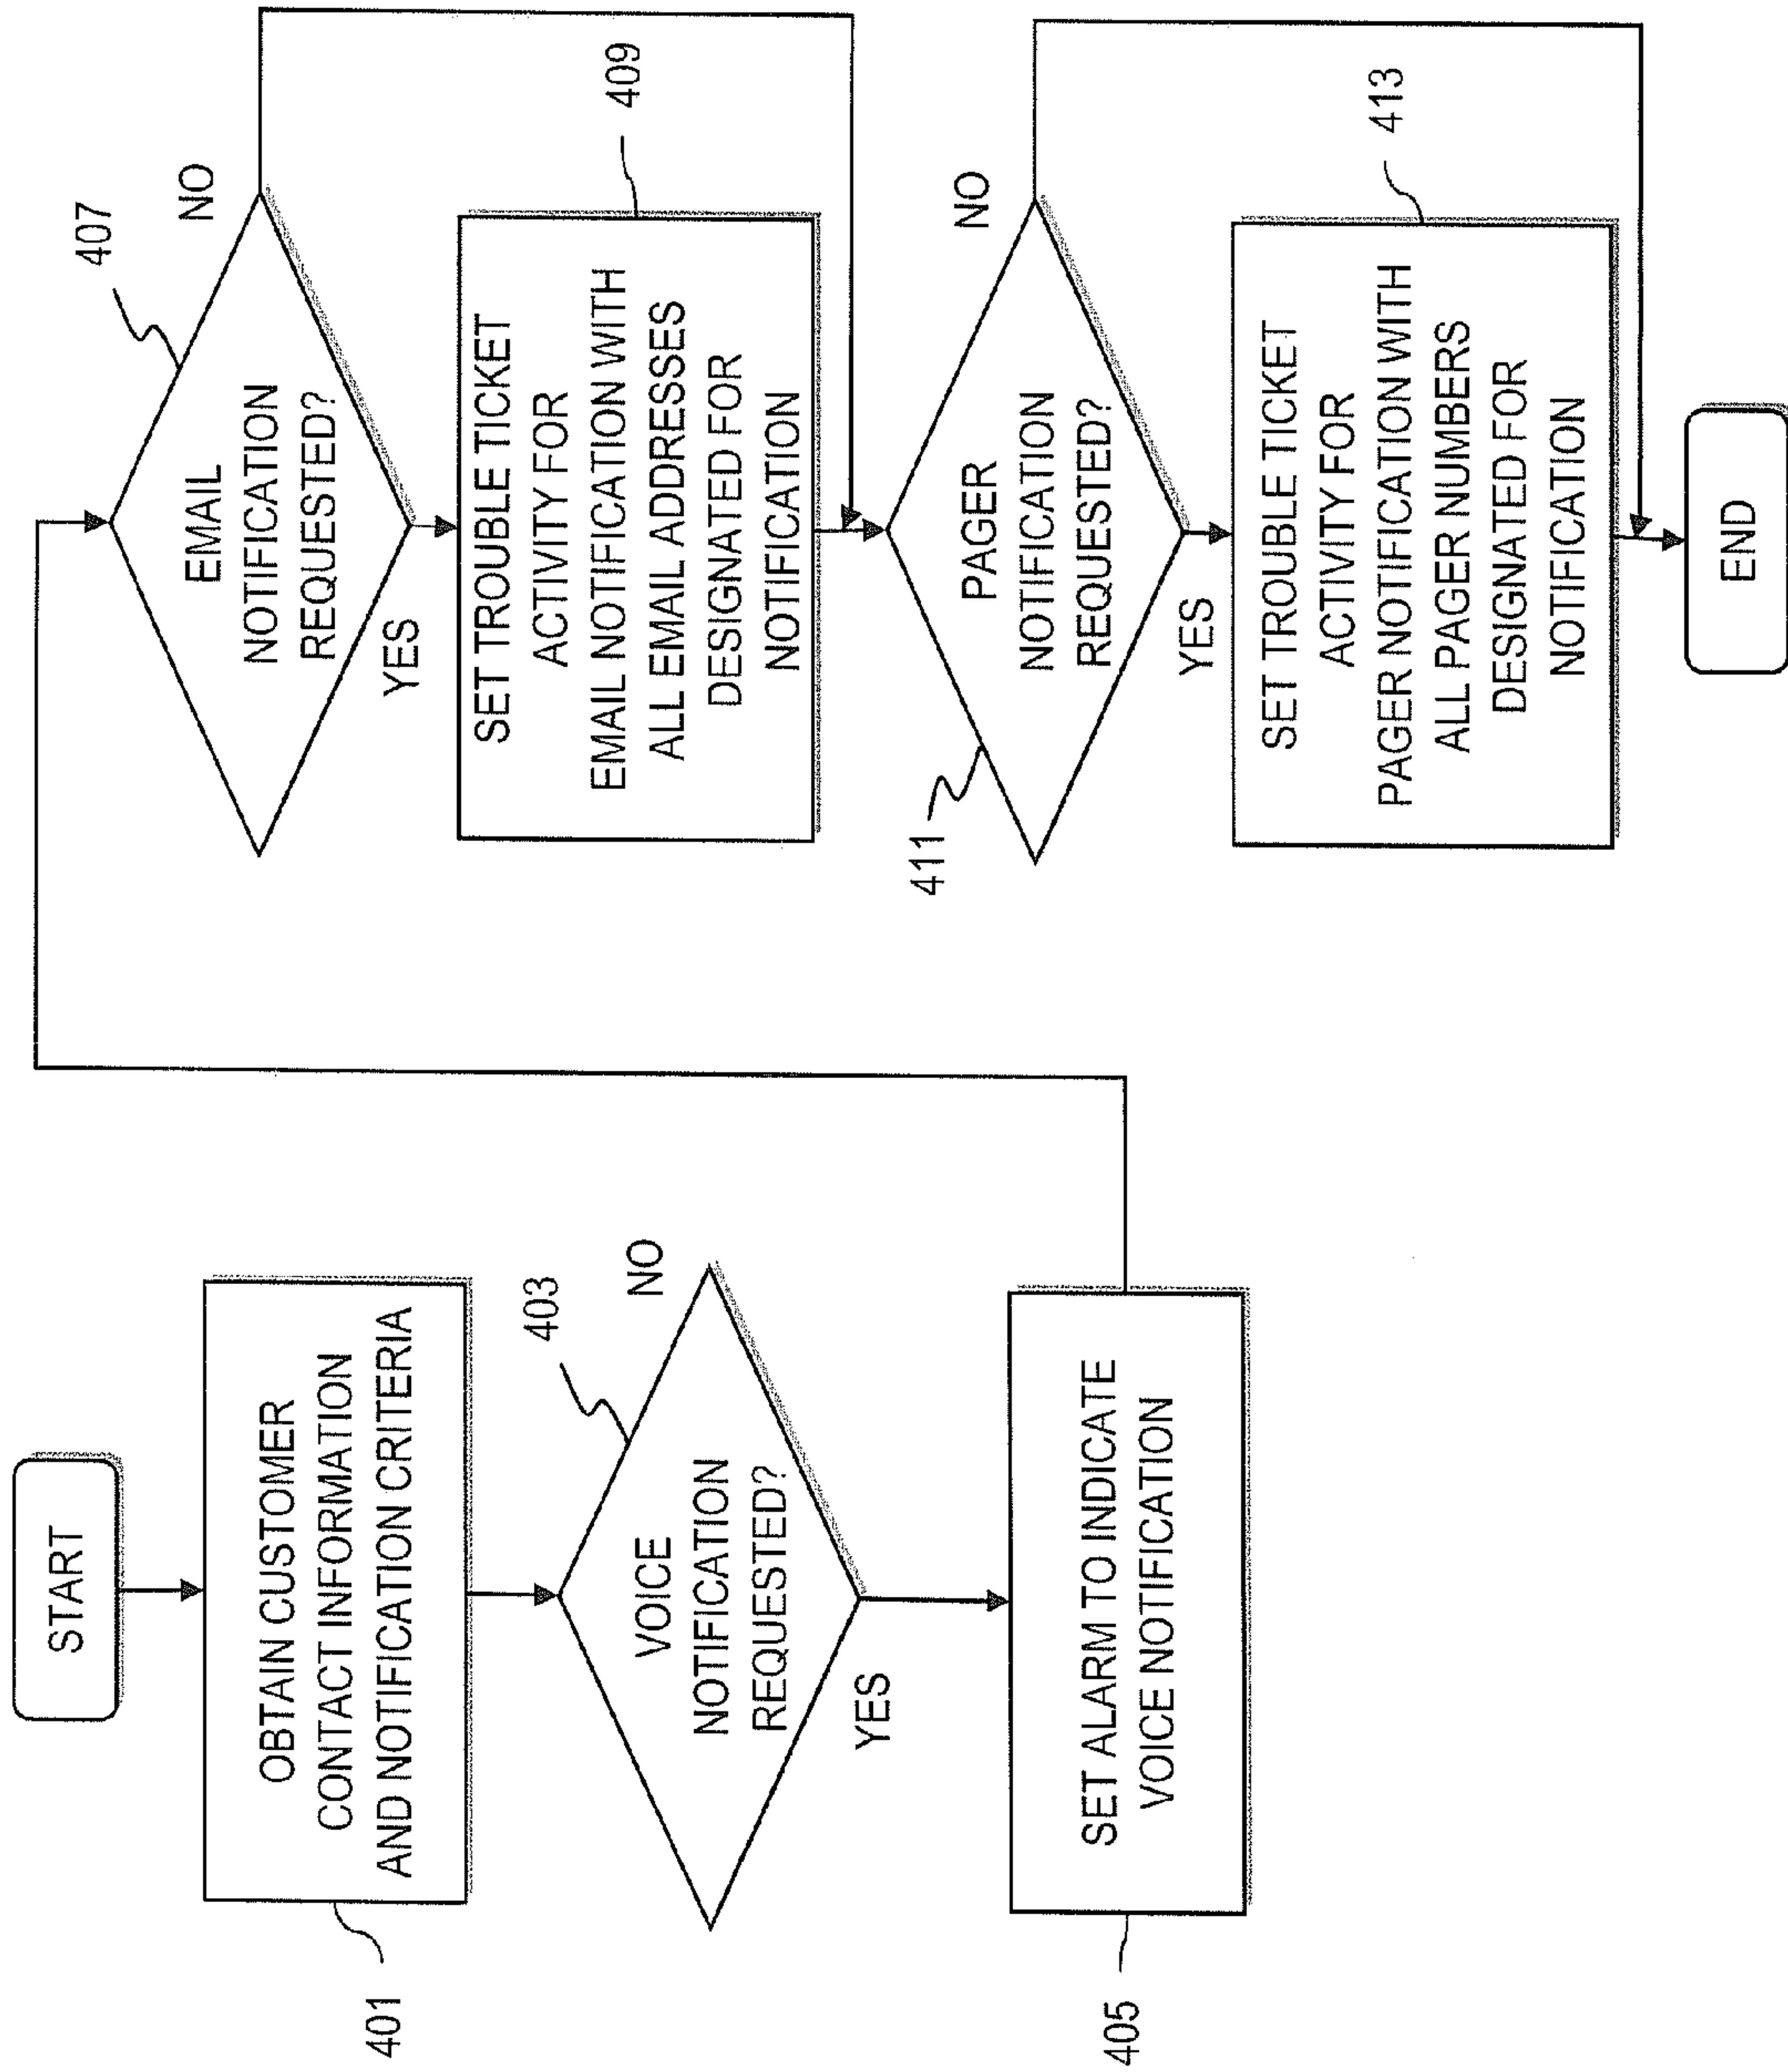 START
OBTAIN CUSTOMER
CONTACT INFORMATION
AND NOTIFICATION CRITERIA
401
VOICE
NOTIFICATION
REQUESTED?
403
NO
YES
SET ALARM TO INDICATE
VOICE NOTIFICATION
405
EMAIL
NOTIFICATION
REQUESTED?
407
NO
YES
SET TROUBLE TICKET
ACTIVITY FOR
EMAIL NOTIFICATION WITH
ALL EMAIL ADDRESSES
DESIGNATED FOR
NOTIFICATION
409
PAGER
NOTIFICATION
REQUESTED?
411
NO
YES
SET TROUBLE TICKET
ACTIVITY FOR
PAGER NOTIFICATION WITH
ALL PAGER NUMBERS
DESIGNATED FOR
NOTIFICATION
413
END